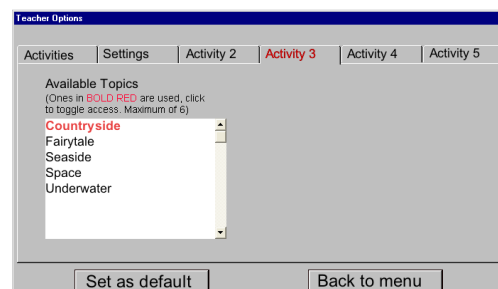 Teacher Options
Activities Settings Activity 2 Activity 3 Activity 4 Activity 5
Available Topics
(Ones in BOLD RED are used, click
to toggle access. Maximum of 6)
Countryside
Fairytale
Seaside
Space
Underwater
Set as default Back to menu